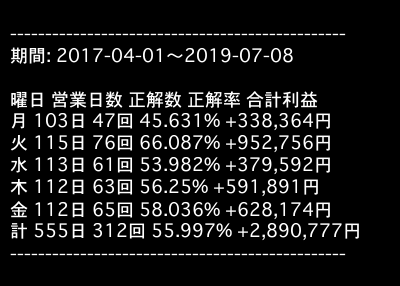 ------------------------------------------------
期間: 2017-04-01〜2019-07-08
曜日 営業日数 正解数 正解率 合計利益
月 103日 47回 45.631% +338,364円
火 115日 76回 66.087% +952,756円
水 113日 61回 53.982% +379,592円
木 112日 63回 56.25% +591,891円
金 112日 65回 58.036% +628,174円
計 555日 312回 55.997% +2,890,777円
------------------------------------------------